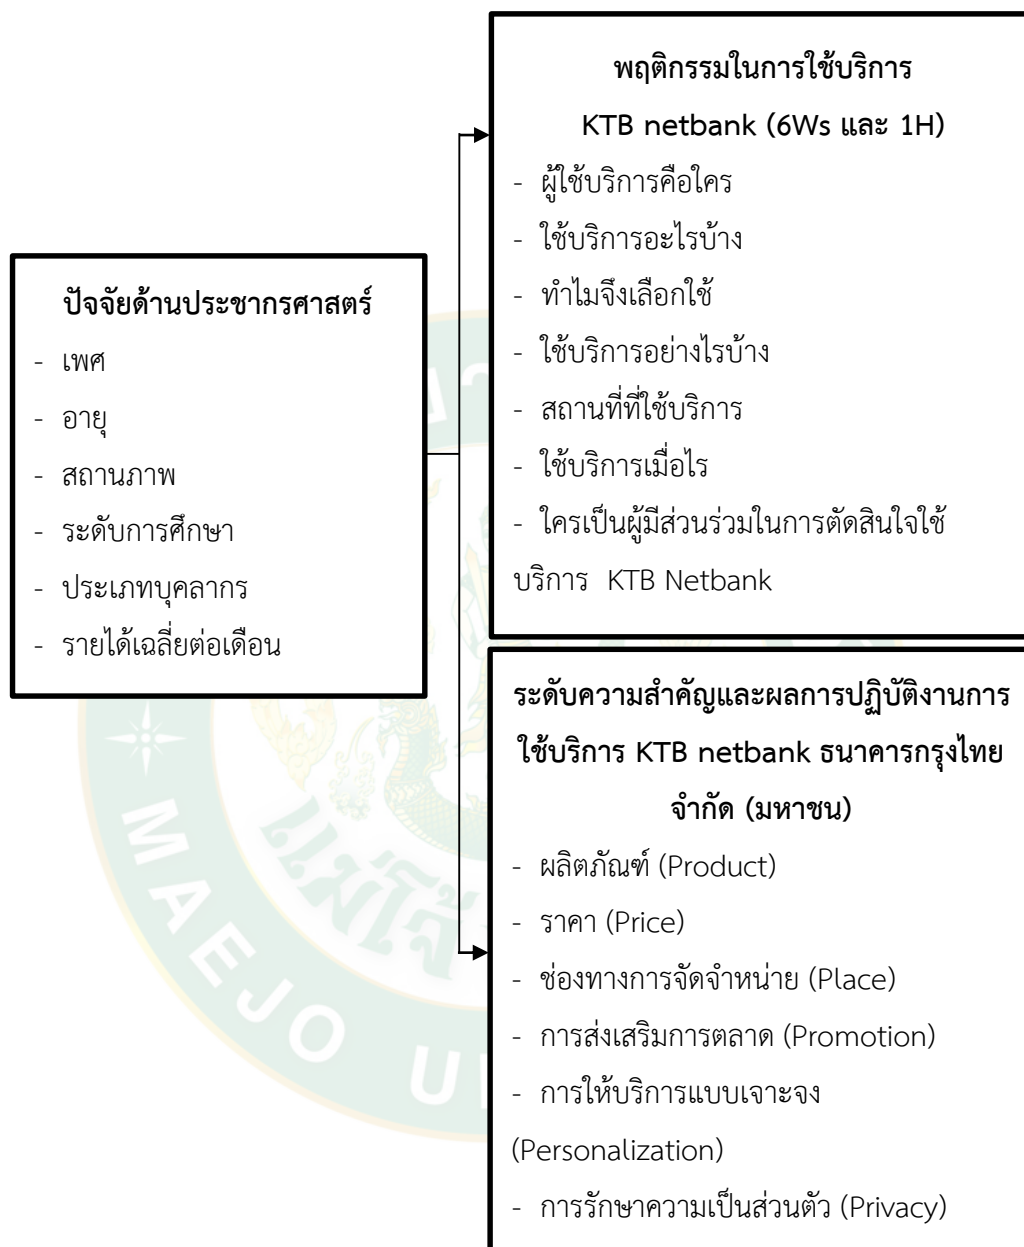 ปัจจัยด้านประชากรศาสตร์
- เพศ
- อายุ
- สถานภาพ
- ระดับการศึกษา
- ประเภทบุคลากร
- รายได้เฉลี่ยต่อเดือน
พฤติกรรมในการใช้บริการ
KTB netbank (6Ws และ 1H)
- ผู้ใช้บริการคือใคร
- ใช้บริการอะไรบ้าง
- ทำไมจึงเลือกใช้
- ใช้บริการอย่างไรบ้าง
- สถานที่ที่ใช้บริการ
- ใช้บริการเมื่อไร
- ใครเป็นผู้มีส่วนร่วมในการตัดสินใจใช้
บริการ KTB Netbank
ระดับความสำคัญและผลการปฏิบัติงานการ
ใช้บริการ KTB netbank ธนาคารกรุงไทย
จำกัด (มหาชน)
- ผลิตภัณฑ์ (Product)
- ราคา (Price)
- ช่องทางการจัดจำหน่าย (Place)
- การส่งเสริมการตลาด (Promotion)
- การให้บริการแบบเจาะจง
(Personalization)
- การรักษาความเป็นส่วนตัว (Privacy)
แม่โจ้
MAEJO